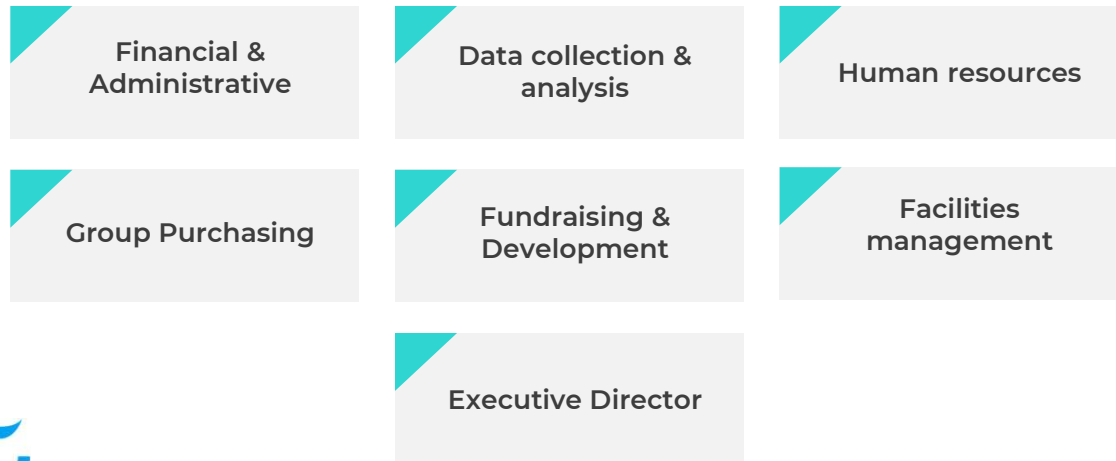 Financial &
Administrative
Data collection &
analysis
Human resources
Group Purchasing
Fundraising &
Development
Facilities
management
Executive Director